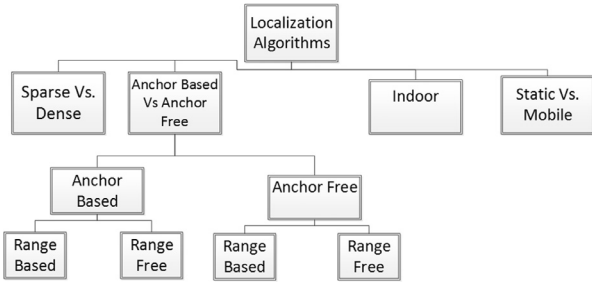 Localization
Algorithms
Sparse Vs.
Dense
Anchor Based
Vs Anchor
Free
Indoor
Static Vs.
Mobile
Anchor
Based
Anchor Free
Range
Based
Range
Free
Range
Based
Range
Free